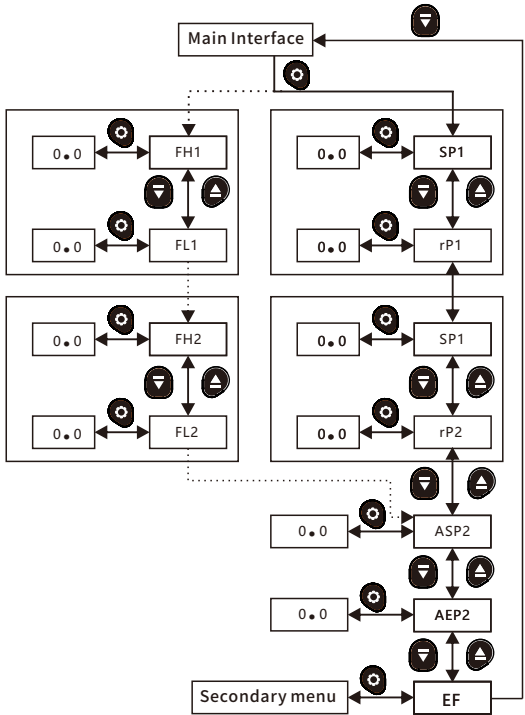 Main Interface
0.0 FH1
0.0 SP1
0.0 FL1
0.0 rP1
0.0 FH2
0.0 SP1
0.0 FL2
0.0 rP2
0.0 ASP2
0.0 AEP2
Secondary menu EF